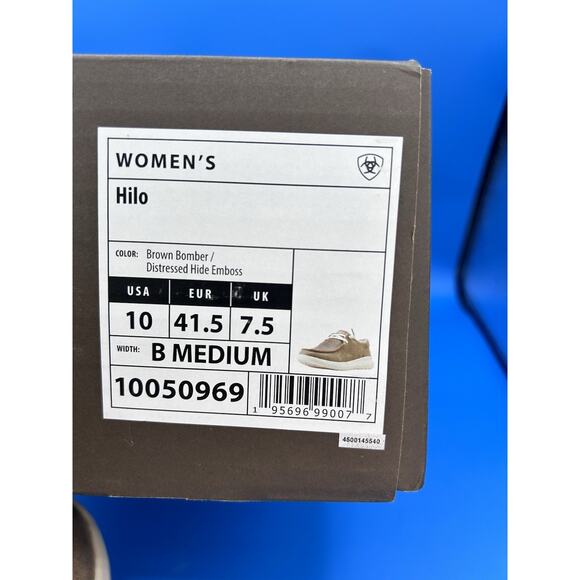 WOMEN'S
Hilo
COLOR: Brown Bomber /
Distressed Hide Emboss
USA EUR UK
10 41.5 7.5
WIDTH: B MEDIUM
10050969
1 95696 99007 7
4500145540